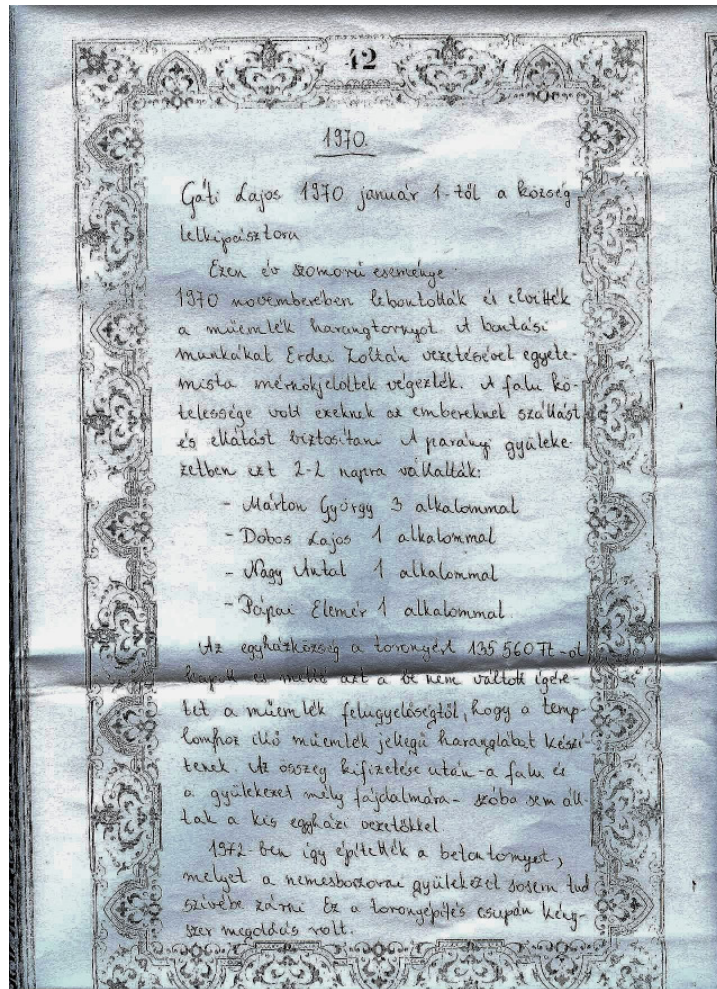 42
1970.
Gáti Lajos 1970 január 1-től a község
lelkipásztora
Ezen év szomorú eseménye:
1970 novemberében lebontották és elvitték
a műemlék harangtornyot. A bontási
munkákat Erdei Zoltán vezetésével egyete-
mista mérnökjelöltek végezték. A falu kö-
telessége volt ezeknek az embereknek szállást
és ellátást biztosítani. A parányi gyüleke-
zetben ezt 2-2 napra vállalták:
- Márton György 3 alkalommal
- Dobos Lajos 1 alkalommal
- Nagy Antal 1 alkalommal
- Pápai Elemér 1 alkalommal.
Az egyházközség a toronyért 135 560 Ft-ot
kapott és mellé azt a be nem váltott ígére-
tet a műemlék felügyelőségtől, hogy a temp-
lomhoz illő műemlék jellegű haranglábat készí-
tenek. Az összeg kifizetése után - a falu és
a gyülekezet mély fájdalmára - szóba sem áll-
tak a kis egyházi vezetőkkel.
1972-ben így építették a betontornyot,
melyet a nemesborzovai gyülekezet sosem tud
szívébe zárni. Ez a toronyépítés csupán kény-
szer megoldás volt.